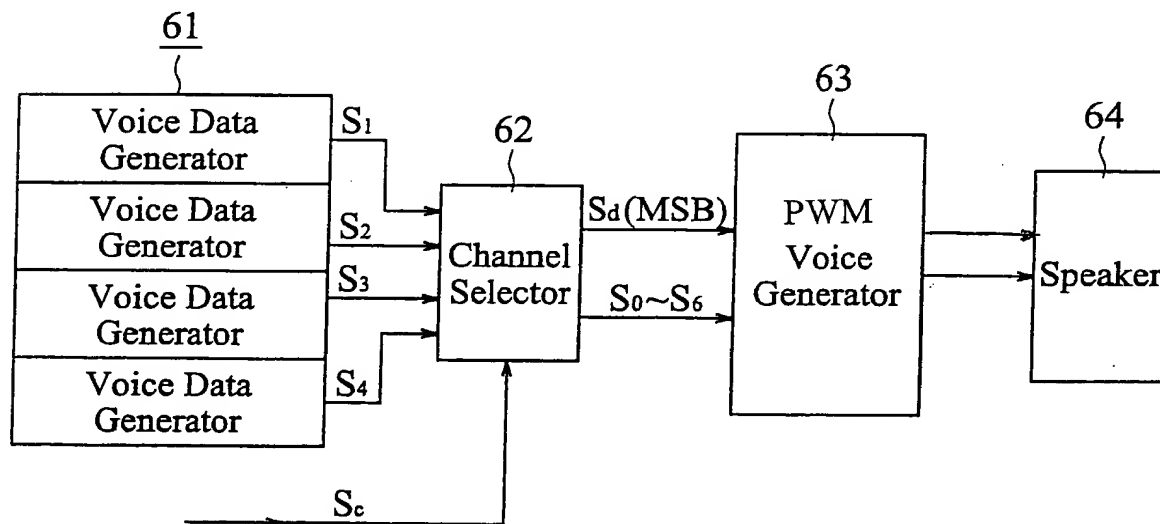 61
Voice Data
Generator
Voice Data
Generator
Voice Data
Generator
Voice Data
Generator
S1
S2
S3
S4
62
Channel
Selector
Sc
Sd(MSB)
S0~S6
63
PWM
Voice
Generator
64
Speaker